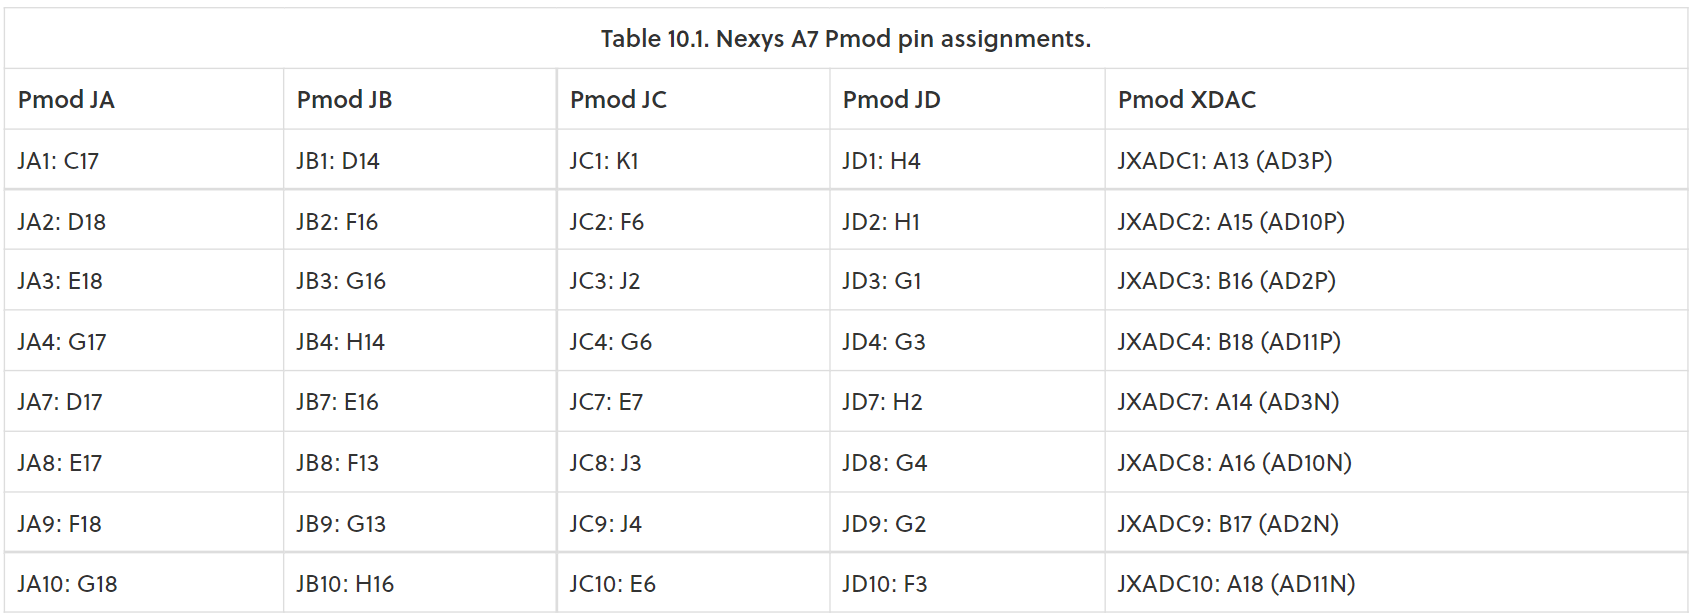 Table 10.1. Nexys A7 Pmod pin assignments.
Pmod JA Pmod JB Pmod JC Pmod JD Pmod XDAC
JA1: C17 JB1: D14 JC1: K1 JD1: H4 JXADC1: A13 (AD3P)
JA2: D18 JB2: F16 JC2: F6 JD2: H1 JXADC2: A15 (AD10P)
JA3: E18 JB3: G16 JC3: J2 JD3: G1 JXADC3: B16 (AD2P)
JA4: G17 JB4: H14 JC4: G6 JD4: G3 JXADC4: B18 (AD11P)
JA7: D17 JB7: E16 JC7: E7 JD7: H2 JXADC7: A14 (AD3N)
JA8: E17 JB8: F13 JC8: J3 JD8: G4 JXADC8: A16 (AD10N)
JA9: F18 JB9: G13 JC9: J4 JD9: G2 JXADC9: B17 (AD2N)
JA10: G18 JB10: H16 JC10: E6 JD10: F3 JXADC10: A18 (AD11N)